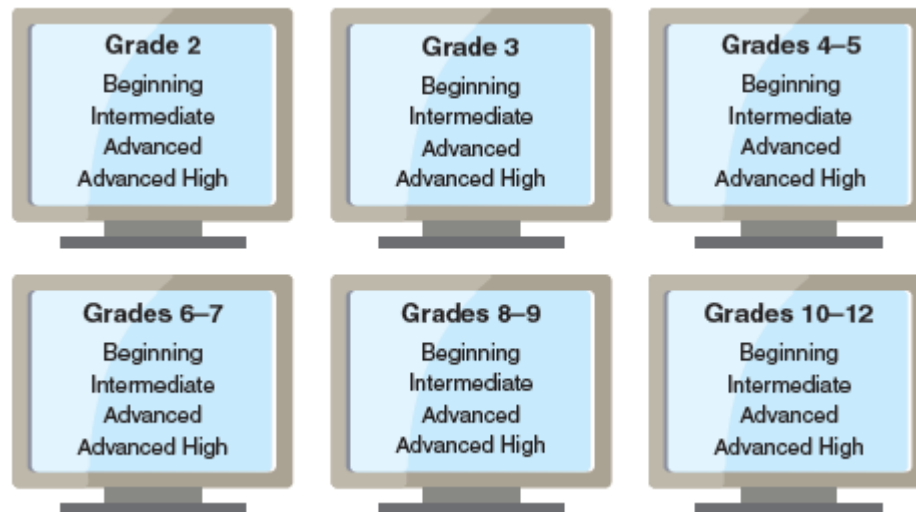 Grade 2
Beginning
Intermediate
Advanced
Advanced High
Grade 3
Beginning
Intermediate
Advanced
Advanced High
Grades 4–5
Beginning
Intermediate
Advanced
Advanced High
Grades 6–7
Beginning
Intermediate
Advanced
Advanced High
Grades 8–9
Beginning
Intermediate
Advanced
Advanced High
Grades 10–12
Beginning
Intermediate
Advanced
Advanced High